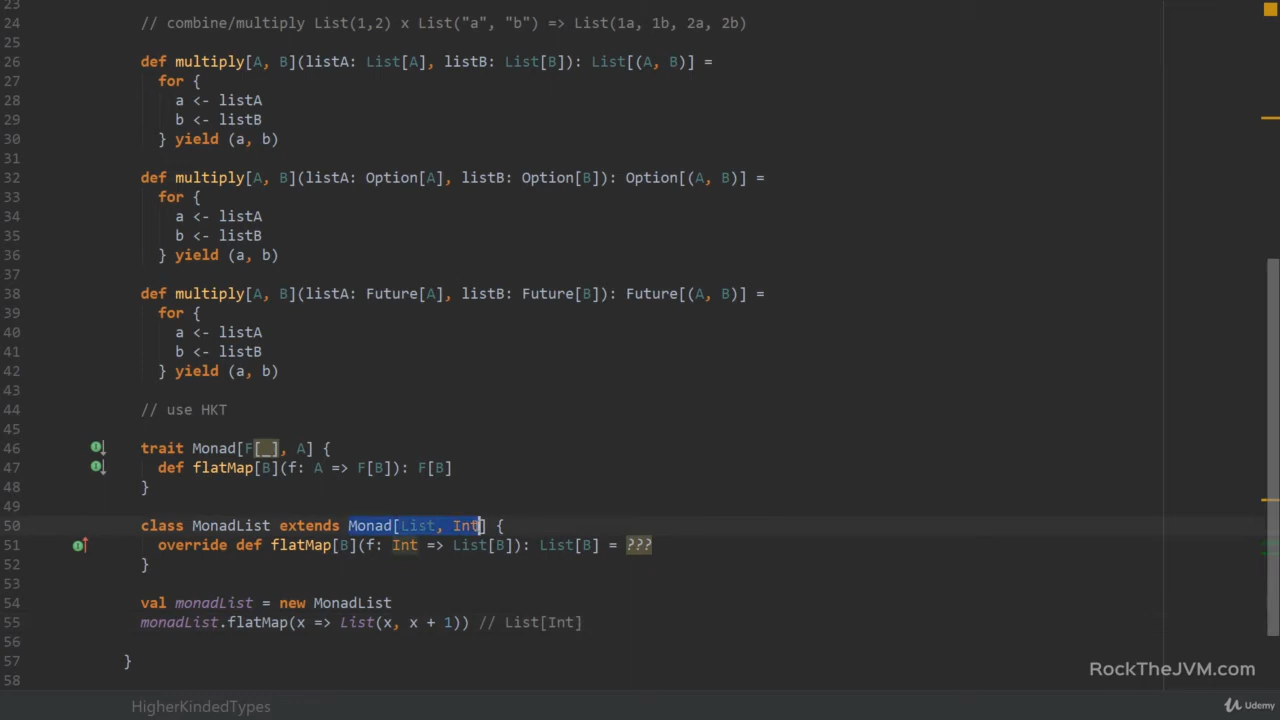 23
24 // combine/multiply List(1,2) x List("a", "b") => List(1a, 1b, 2a, 2b)
25
26 def multiply[A, B](listA: List[A], listB: List[B]): List[(A, B)] =
27 for {
28 a <- listA
29 b <- listB
30 } yield (a, b)
31
32 def multiply[A, B](listA: Option[A], listB: Option[B]): Option[(A, B)] =
33 for {
34 a <- listA
35 b <- listB
36 } yield (a, b)
37
38 def multiply[A, B](listA: Future[A], listB: Future[B]): Future[(A, B)] =
39 for {
40 a <- listA
41 b <- listB
42 } yield (a, b)
43
44 // use HKT
45
46 trait Monad[F[_], A] {
47 def flatMap[B](f: A => F[B]): F[B]
48 }
49
50 class MonadList extends Monad[List, Int] {
51 override def flatMap[B](f: Int => List[B]): List[B] = ???
52 }
53
54 val monadList = new MonadList
55 monadList.flatMap(x => List(x, x + 1)) // List[Int]
56
57 }
58
RockTheJVM.com
HigherKindedTypes
Udemy